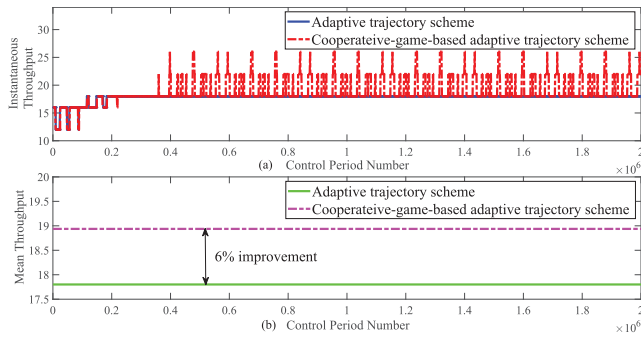 Instantaneous
Throughput
30
25
20
15
10
Adaptive trajectory scheme
Cooperateive-game-based adaptive trajectory scheme
0 0.2 0.4 0.6 0.8 1 1.2 1.4 1.6 1.8 2
(a) Control Period Number ×10⁶
Mean Throughput
20
19.5
19
18.5
18
17.5
Adaptive trajectory scheme
Cooperateive-game-based adaptive trajectory scheme
6% improvement
0 0.2 0.4 0.6 0.8 1 1.2 1.4 1.6 1.8 2
(b) Control Period Number ×10⁶